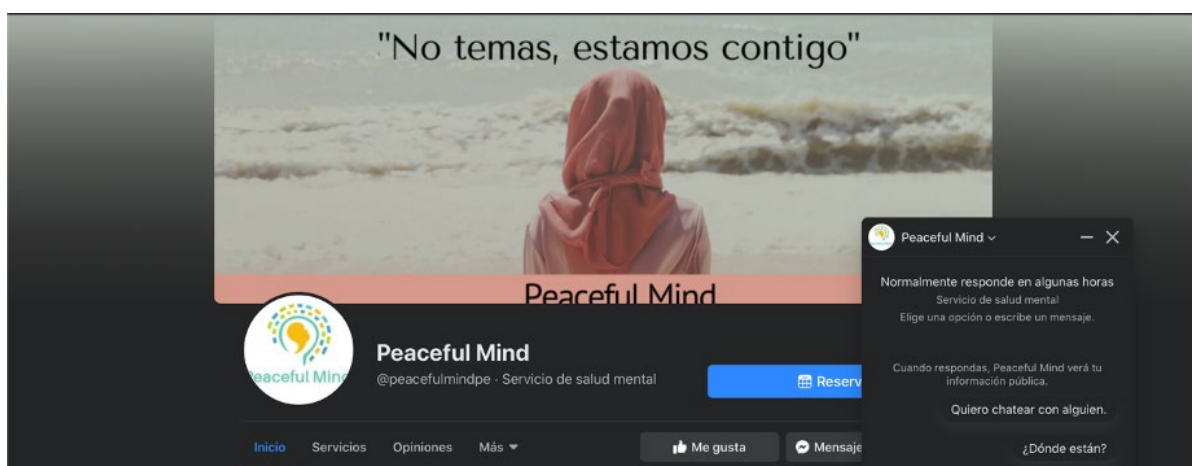 "No temas, estamos contigo"
Peaceful Mind
Peaceful Mind
Peaceful Mind
@peacefulmindpe · Servicio de salud mental
Reserv
Inicio
Servicios
Opiniones
Más
Me gusta
Mensaje
Peaceful Mind
Normalmente responde en algunas horas
Servicio de salud mental
Elige una opción o escribe un mensaje.
Cuando respondas, Peaceful Mind verá tu
información pública.
Quiero chatear con alguien.
¿Dónde están?